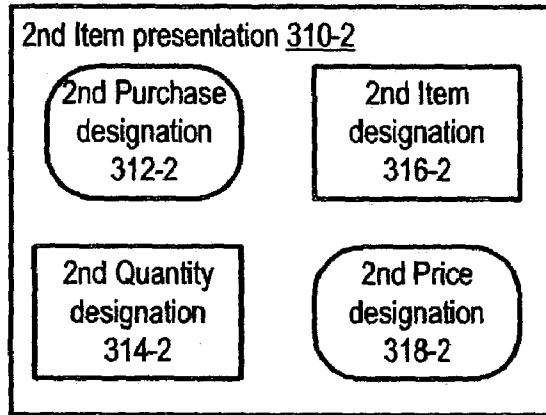 2nd Item presentation 310-2
2nd Purchase
designation
312-2
2nd Item
designation
316-2
2nd Quantity
designation
314-2
2nd Price
designation
318-2